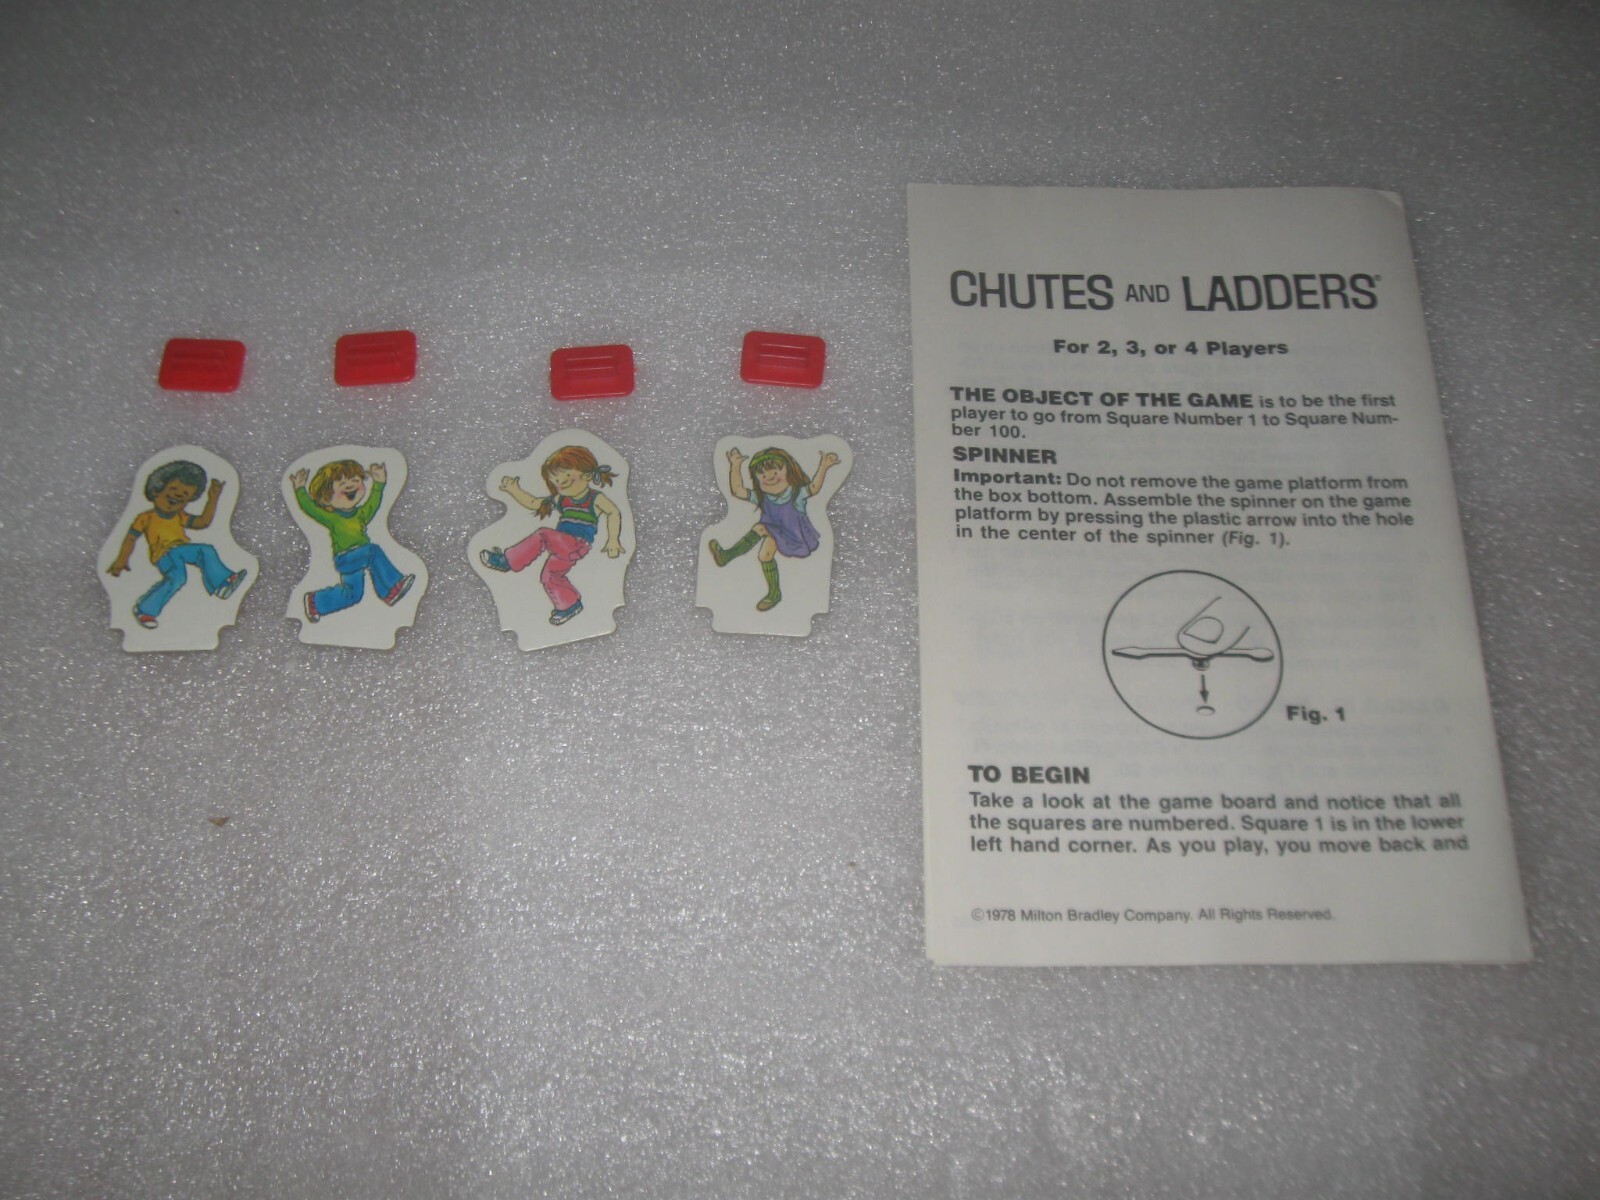 CHUTES AND LADDERS®
For 2, 3, or 4 Players
THE OBJECT OF THE GAME is to be the first
player to go from Square Number 1 to Square Num-
ber 100.
SPINNER
Important: Do not remove the game platform from
the box bottom. Assemble the spinner on the game
platform by pressing the plastic arrow into the hole
in the center of the spinner (Fig. 1).
Fig. 1
TO BEGIN
Take a look at the game board and notice that all
the squares are numbered. Square 1 is in the lower
left hand corner. As you play, you move back and
©1978 Milton Bradley Company. All Rights Reserved.